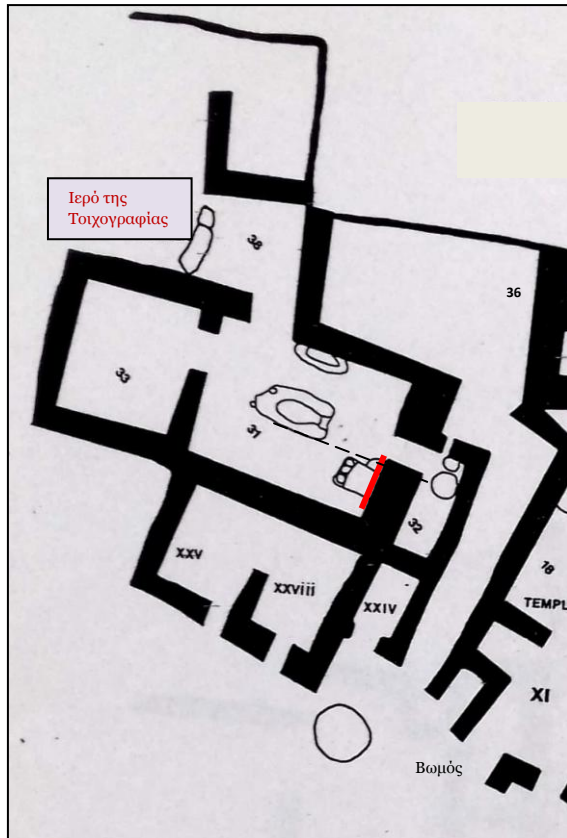 Ιερό της
Τοιχογραφίας
38
36
33
31
32
XXV
XXVIII
XXIV
18
TEMPL
XI
Βωμός